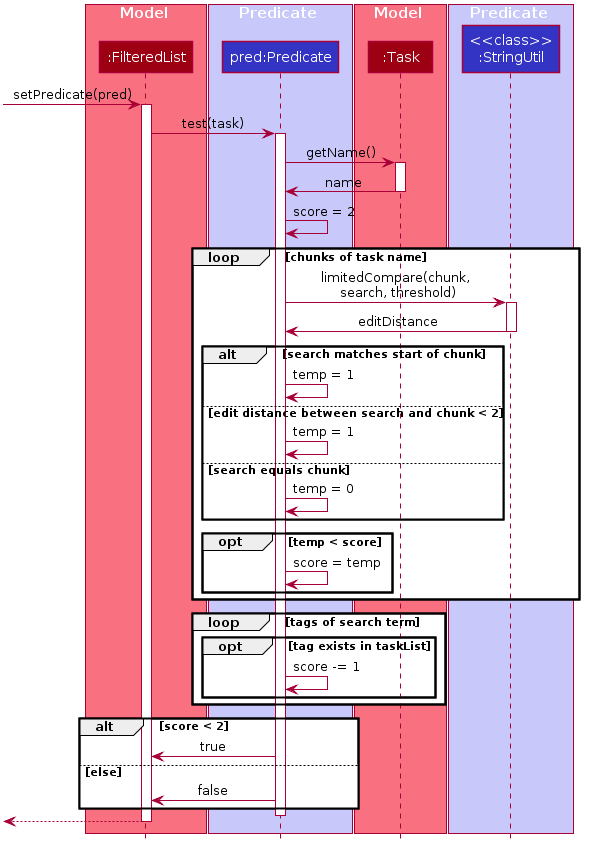 Model Predicate Model Predicate
<<class>>
:FilteredList pred:Predicate :Task :StringUtil
setPredicate(pred)
test(task)
getName()
name
score = 2
loop [chunks of task name]
limitedCompare(chunk,
search, threshold)
editDistance
alt [search matches start of chunk]
temp = 1
[edit distance between search and chunk < 2]
temp = 1
[search equals chunk]
temp = 0
opt [temp < score]
score = temp
loop [tags of search term]
opt [tag exists in taskList]
score -= 1
alt [score < 2]
true
[else]
false